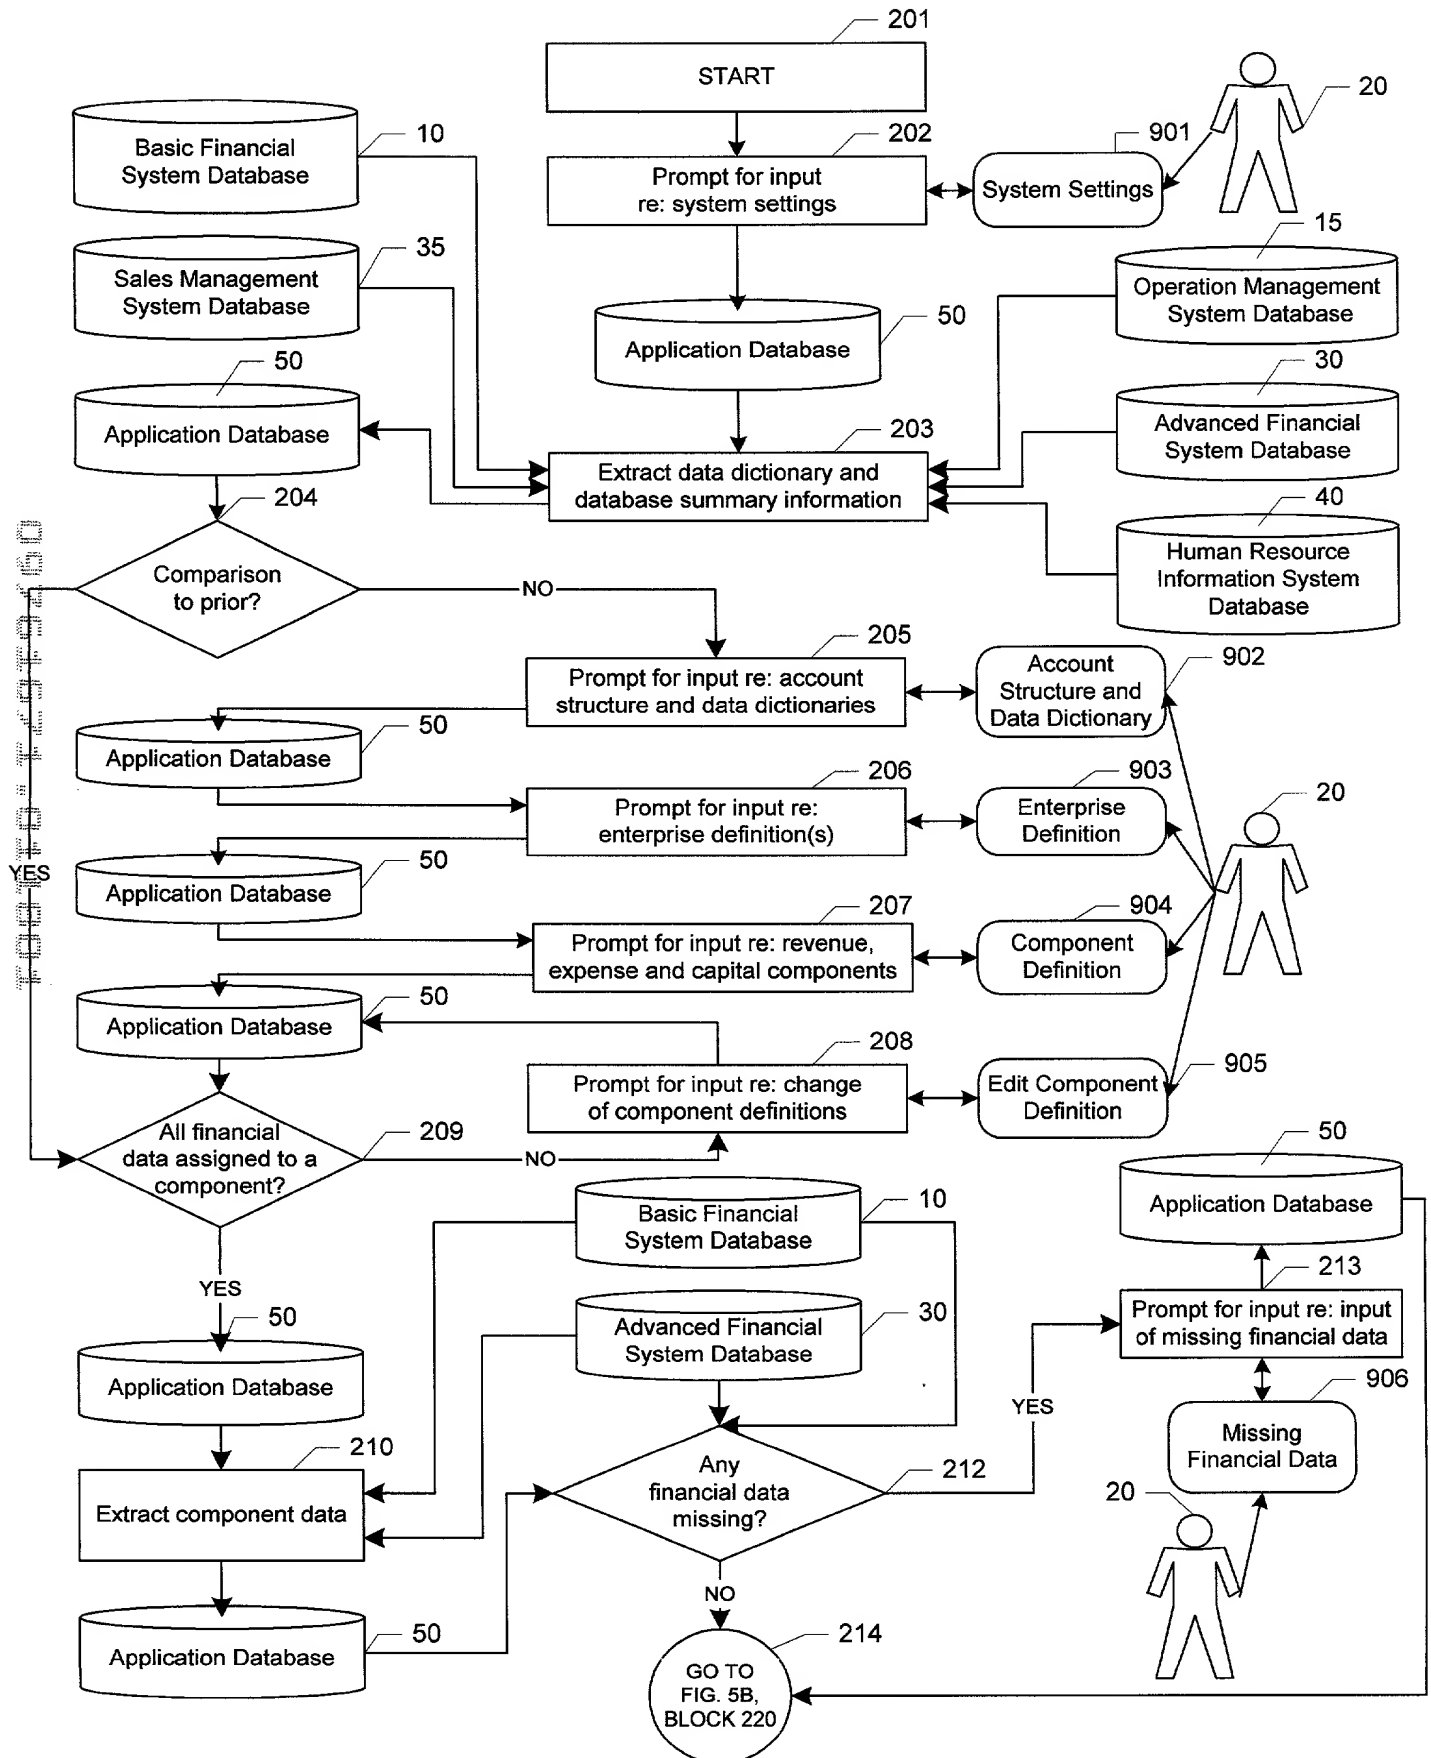 201
START
20
Basic Financial
System Database
10
202
Prompt for input
re: system settings
901
System Settings
Sales Management
System Database
35
15
Operation Management
System Database
50
Application Database
50
Application Database
30
Advanced Financial
System Database
203
Extract data dictionary and
database summary information
204
Comparison
to prior?
40
Human Resource
Information System
Database
NO
205
Prompt for input re: account
structure and data dictionaries
Account
Structure and
Data Dictionary
902
50
Application Database
206
Prompt for input re:
enterprise definition(s)
903
Enterprise
Definition
20
YES
50
Application Database
207
Prompt for input re: revenue,
expense and capital components
904
Component
Definition
50
Application Database
208
Prompt for input re: change
of component definitions
Edit Component
Definition
905
All financial
data assigned to a
component?
209
NO
50
Application Database
Basic Financial
System Database
10
YES
213
Prompt for input re: input
of missing financial data
50
Application Database
Advanced Financial
System Database
30
906
Missing
Financial Data
YES
210
Extract component data
Any
financial data
missing?
212
20
NO
50
Application Database
214
GO TO
FIG. 5B,
BLOCK 220